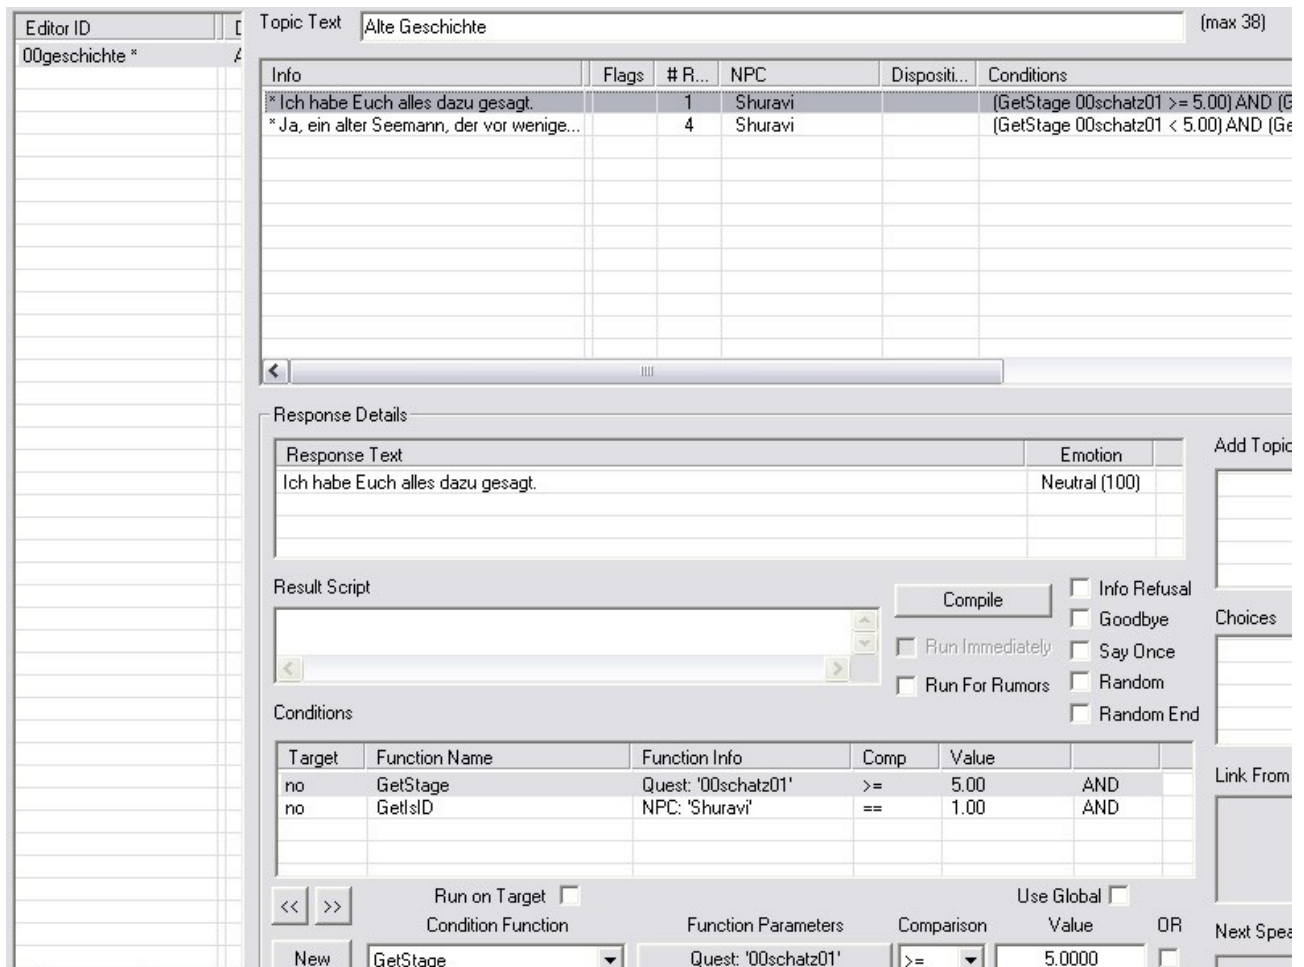 Editor ID
D
Topic Text Alte Geschichte (max 38)
00geschichte * A
Info Flags # R... NPC Dispositi... Conditions
* Ich habe Euch alles dazu gesagt. 1 Shuravi (GetStage 00schatz01 >= 5.00) AND (G
* Ja, ein alter Seemann, der vor wenige... 4 Shuravi (GetStage 00schatz01 < 5.00) AND (Ge
Response Details
Response Text Emotion
Ich habe Euch alles dazu gesagt. Neutral (100)
Add Topic
Result Script
Compile
Run Immediately
Run For Rumors
Info Refusal
Goodbye
Say Once
Random
Random End
Choices
Conditions
Target Function Name Function Info Comp Value
no GetStage Quest: '00schatz01' >= 5.00 AND
no GetIsID NPC: 'Shuravi' == 1.00 AND
Link From
<< >> Run on Target Use Global
Condition Function Function Parameters Comparison Value OR
Next Spea
New GetStage Quest: '00schatz01' >= 5.0000